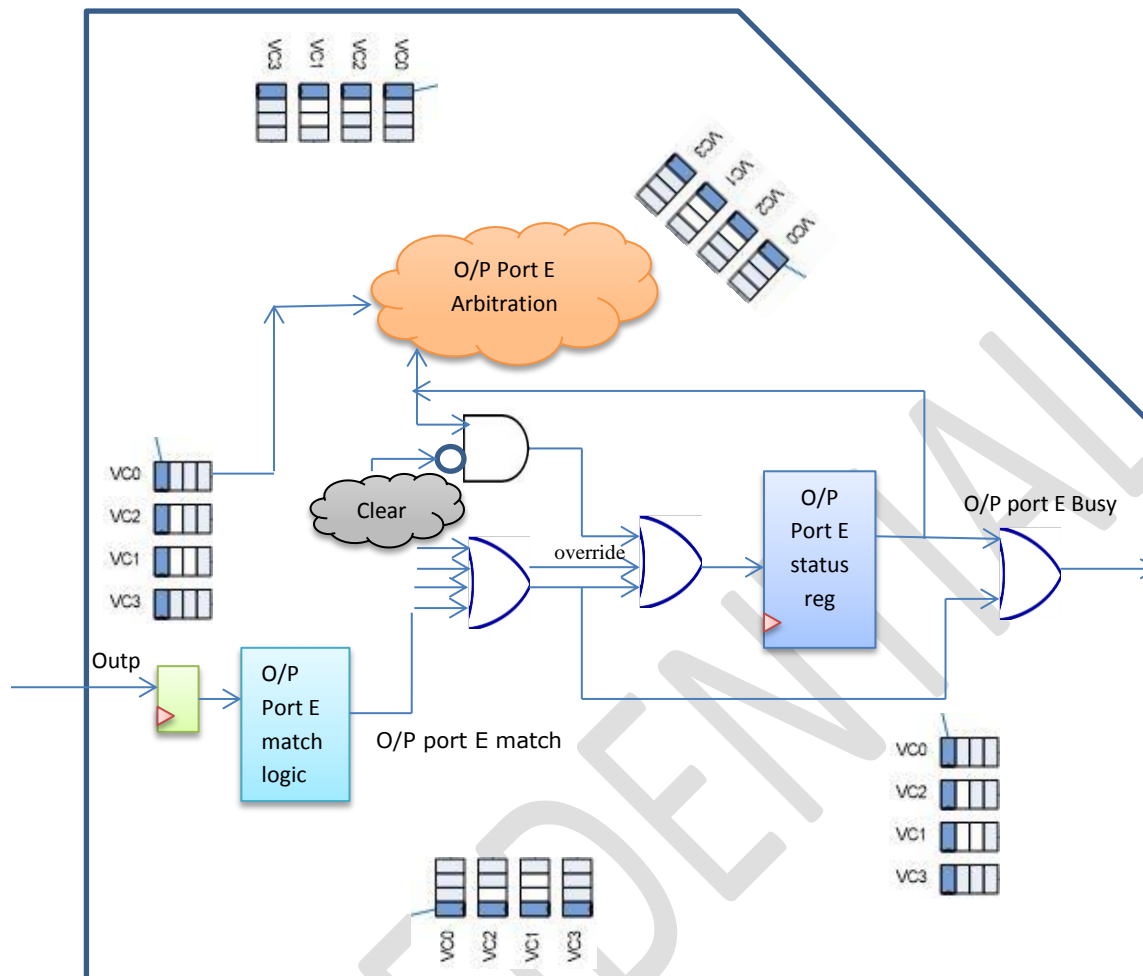 VC3 VC1 VC2 VC0
VC3 VC1 VC2 VC0
O/P Port E
Arbitration
VC0
VC2
VC1
VC3
Clear
override
O/P
Port E
status
reg
O/P port E Busy
Outp
O/P
Port E
match
logic
O/P port E match
VC0
VC2
VC1
VC3
VC0 VC2 VC1 VC3
DENTIAL